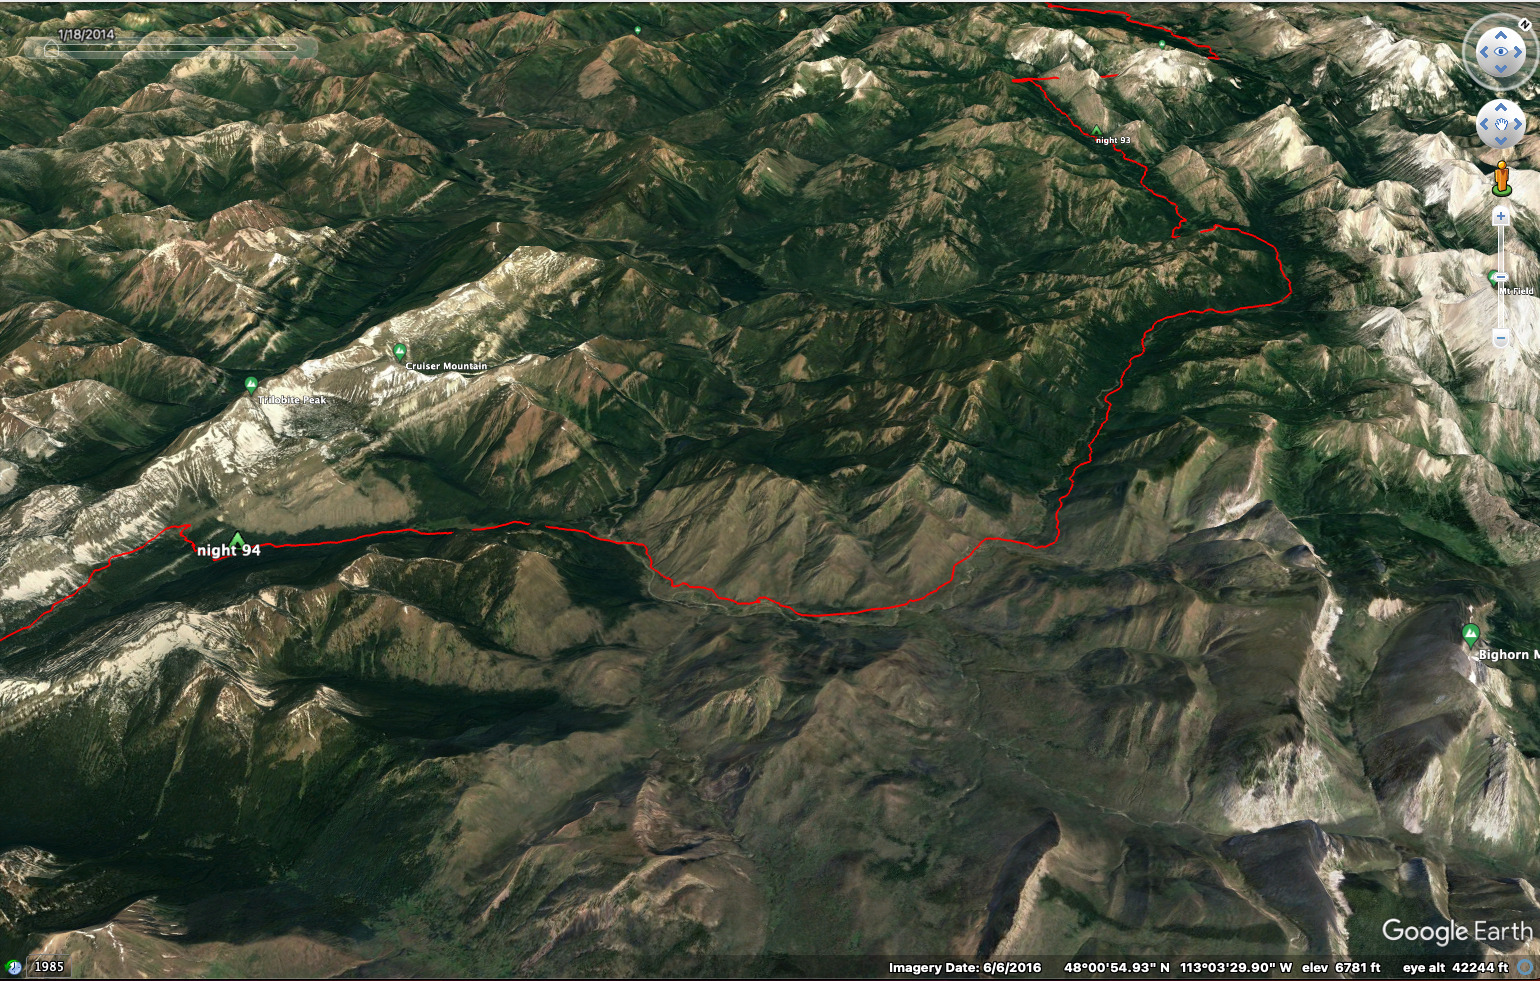 1/18/2014
N
night 93
Mt Field
Cruiser Mountain
Trilobite Peak
night 94
Bighorn M
Google Earth
1985
Imagery Date: 6/6/2016 48°00'54.93" N 113°03'29.90" W elev 6781 ft eye alt 42244 ft